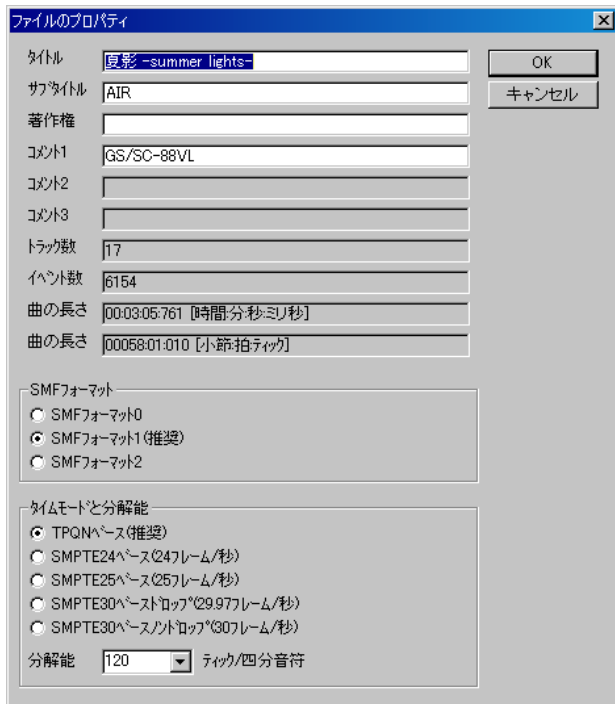 ファイルのプロパティ
ﾀｲﾄﾙ 夏影 -summer lights-
OK
ｻﾌﾞﾀｲﾄﾙ AIR
キャンセル
著作権
ｺﾒﾝﾄ1 GS/SC-88VL
ｺﾒﾝﾄ2
ｺﾒﾝﾄ3
ﾄﾗｯｸ数 17
ｲﾍﾞﾝﾄ数 6154
曲の長さ 00:03:05:761 [時間:分:秒:ﾐﾘ秒]
曲の長さ 00058:01:010 [小節:拍:ﾃｨｯｸ]
SMFﾌｫｰﾏｯﾄ
SMFﾌｫｰﾏｯﾄ0
SMFﾌｫｰﾏｯﾄ1(推奨)
SMFﾌｫｰﾏｯﾄ2
ﾀｲﾑﾓｰﾄﾞと分解能
TPQNﾍﾞｰｽ(推奨)
SMPTE24ﾍﾞｰｽ(24ﾌﾚｰﾑ/秒)
SMPTE25ﾍﾞｰｽ(25ﾌﾚｰﾑ/秒)
SMPTE30ﾍﾞｰｽﾄﾞﾛｯﾌﾟ(29.97ﾌﾚｰﾑ/秒)
SMPTE30ﾍﾞｰｽﾉﾝﾄﾞﾛｯﾌﾟ(30ﾌﾚｰﾑ/秒)
分解能 120 ﾃｨｯｸ/四分音符